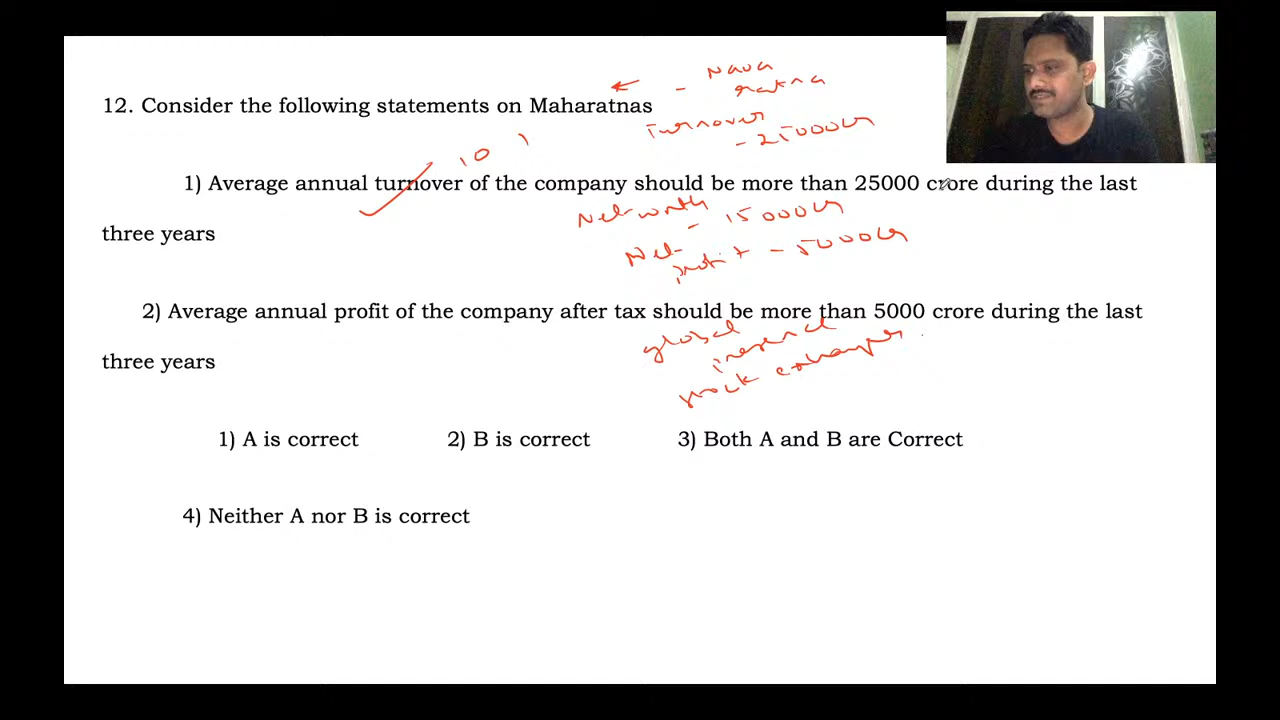 Nava
ratna
12. Consider the following statements on Maharatnas
Turnover
- 25000cr
10
1) Average annual turnover of the company should be more than 25000 crore during the last
Net-worth
- 15000cr
three years
Net-
profit - 5000cr
2) Average annual profit of the company after tax should be more than 5000 crore during the last
global
presence
three years
stock exchanges
1) A is correct 2) B is correct 3) Both A and B are Correct
4) Neither A nor B is correct